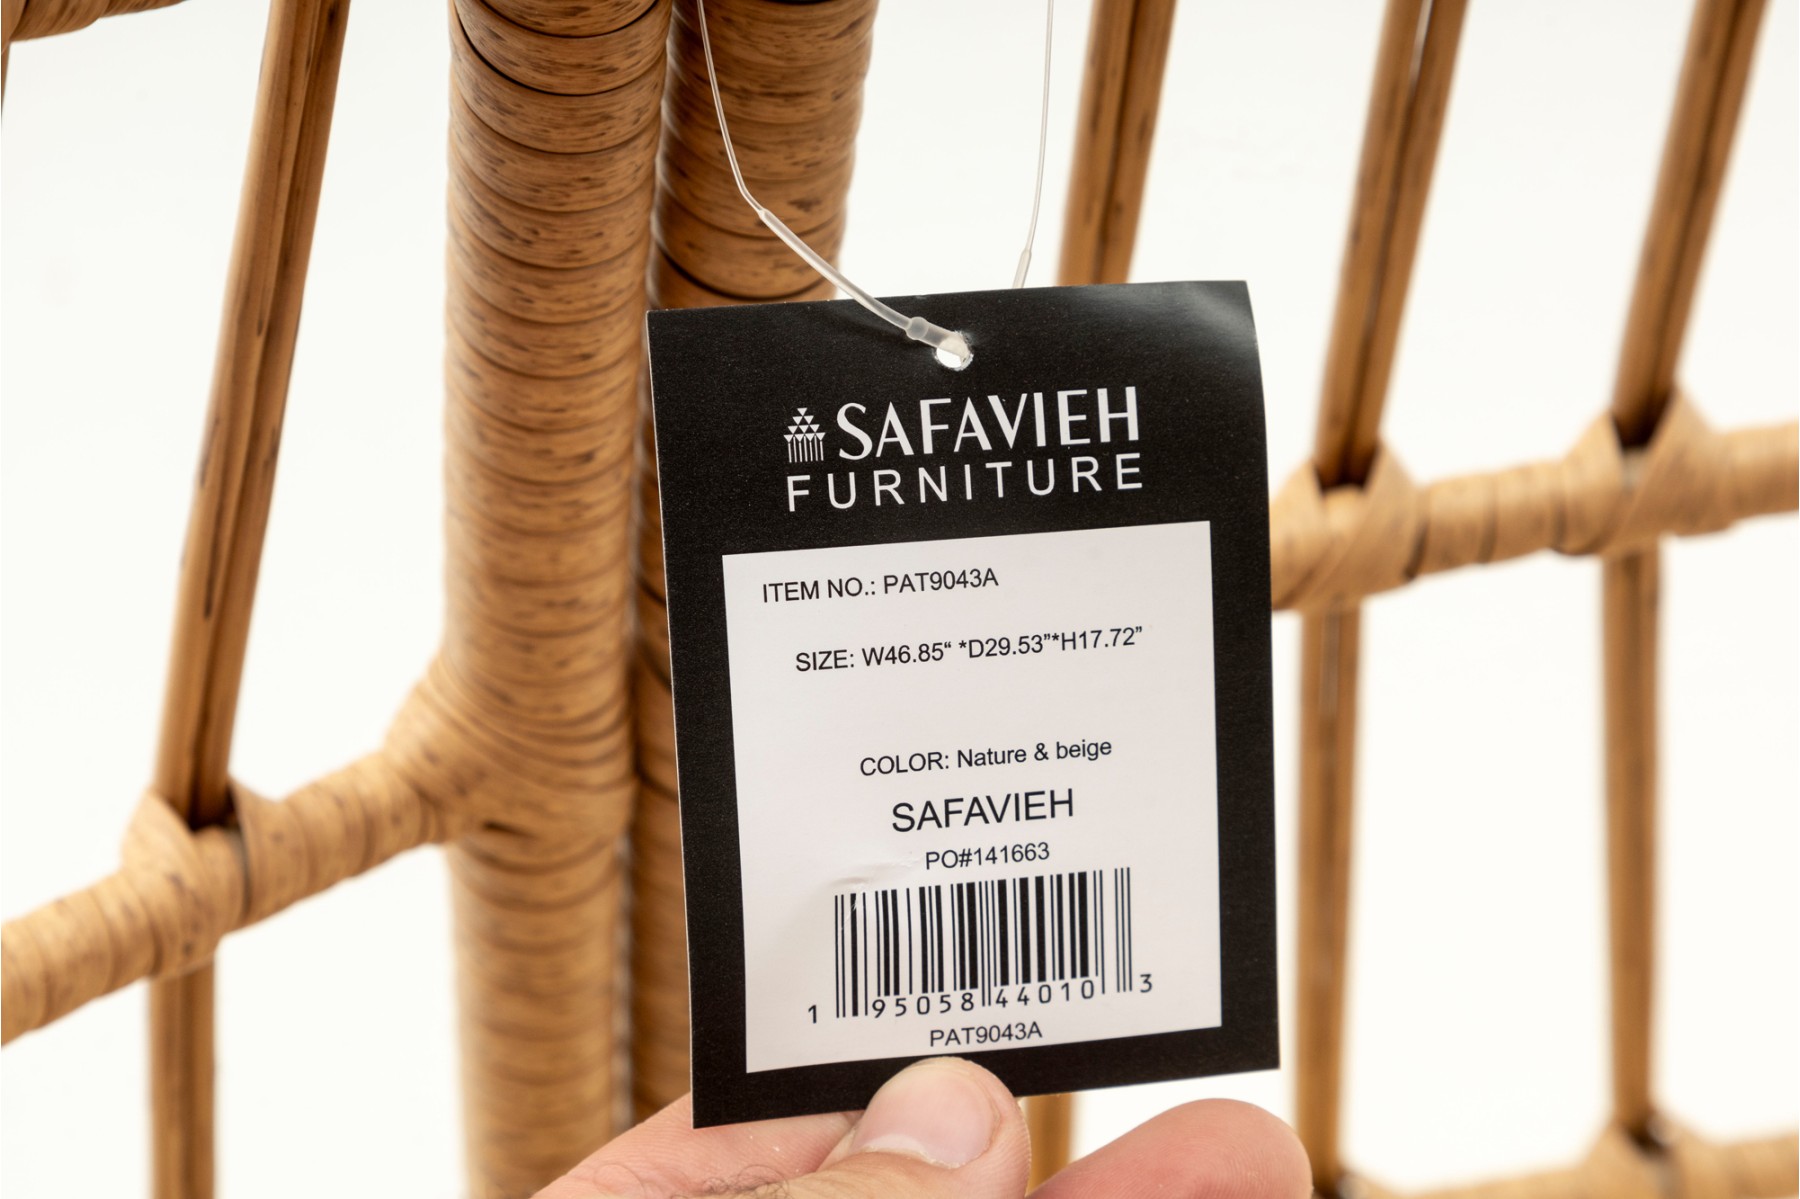 SAFAVIEH
FURNITURE
ITEM NO.: PAT9043A
SIZE: W46.85“ *D29.53”*H17.72”
COLOR: Nature & beige
SAFAVIEH
PO#141663
1 95058 44010 3
PAT9043A